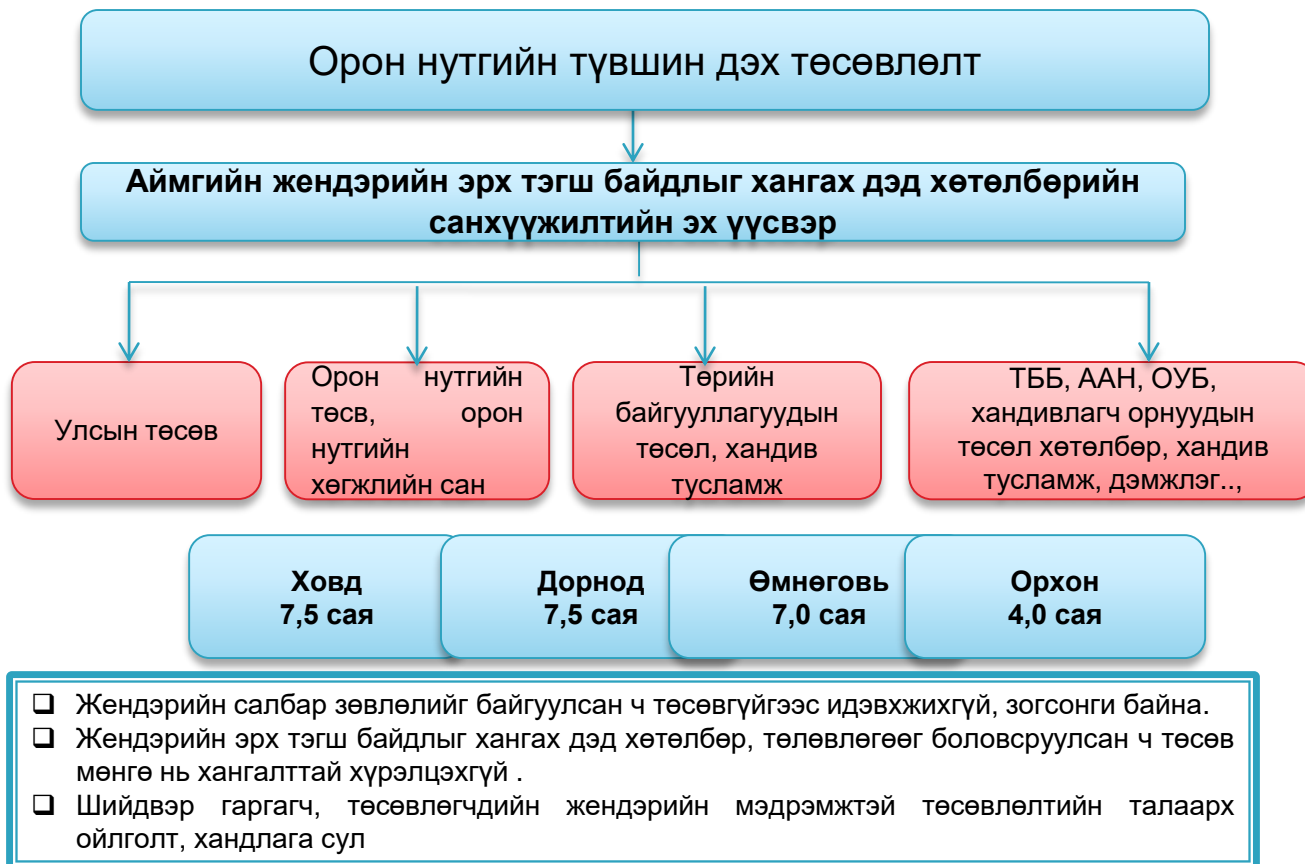 Орон нутгийн түвшин дэх төсөвлөлт
Аймгийн жендэрийн эрх тэгш байдлыг хангах дэд хөтөлбөрийн
санхүүжилтийн эх үүсвэр
Улсын төсөв
Орон нутгийн
төсв, орон
нутгийн
хөгжлийн сан
Төрийн
байгууллагуудын
төсөл, хандив
тусламж
ТББ, ААН, ОУБ,
хандивлагч орнуудын
төсөл хөтөлбөр, хандив
тусламж, дэмжлэг..,
Ховд
7,5 сая
Дорнод
7,5 сая
Өмнөговь
7,0 сая
Орхон
4,0 сая
❑ Жендэрийн салбар зөвлөлийг байгуулсан ч төсөвгүйгээс идэвхжихгүй, зогсонги байна.
❑ Жендэрийн эрх тэгш байдлыг хангах дэд хөтөлбөр, төлөвлөгөөг боловсруулсан ч төсөв
мөнгө нь хангалттай хүрэлцэхгүй .
❑ Шийдвэр гаргагч, төсөвлөгчдийн жендэрийн мэдрэмжтэй төсөвлөлтийн талаарх
ойлголт, хандлага сул